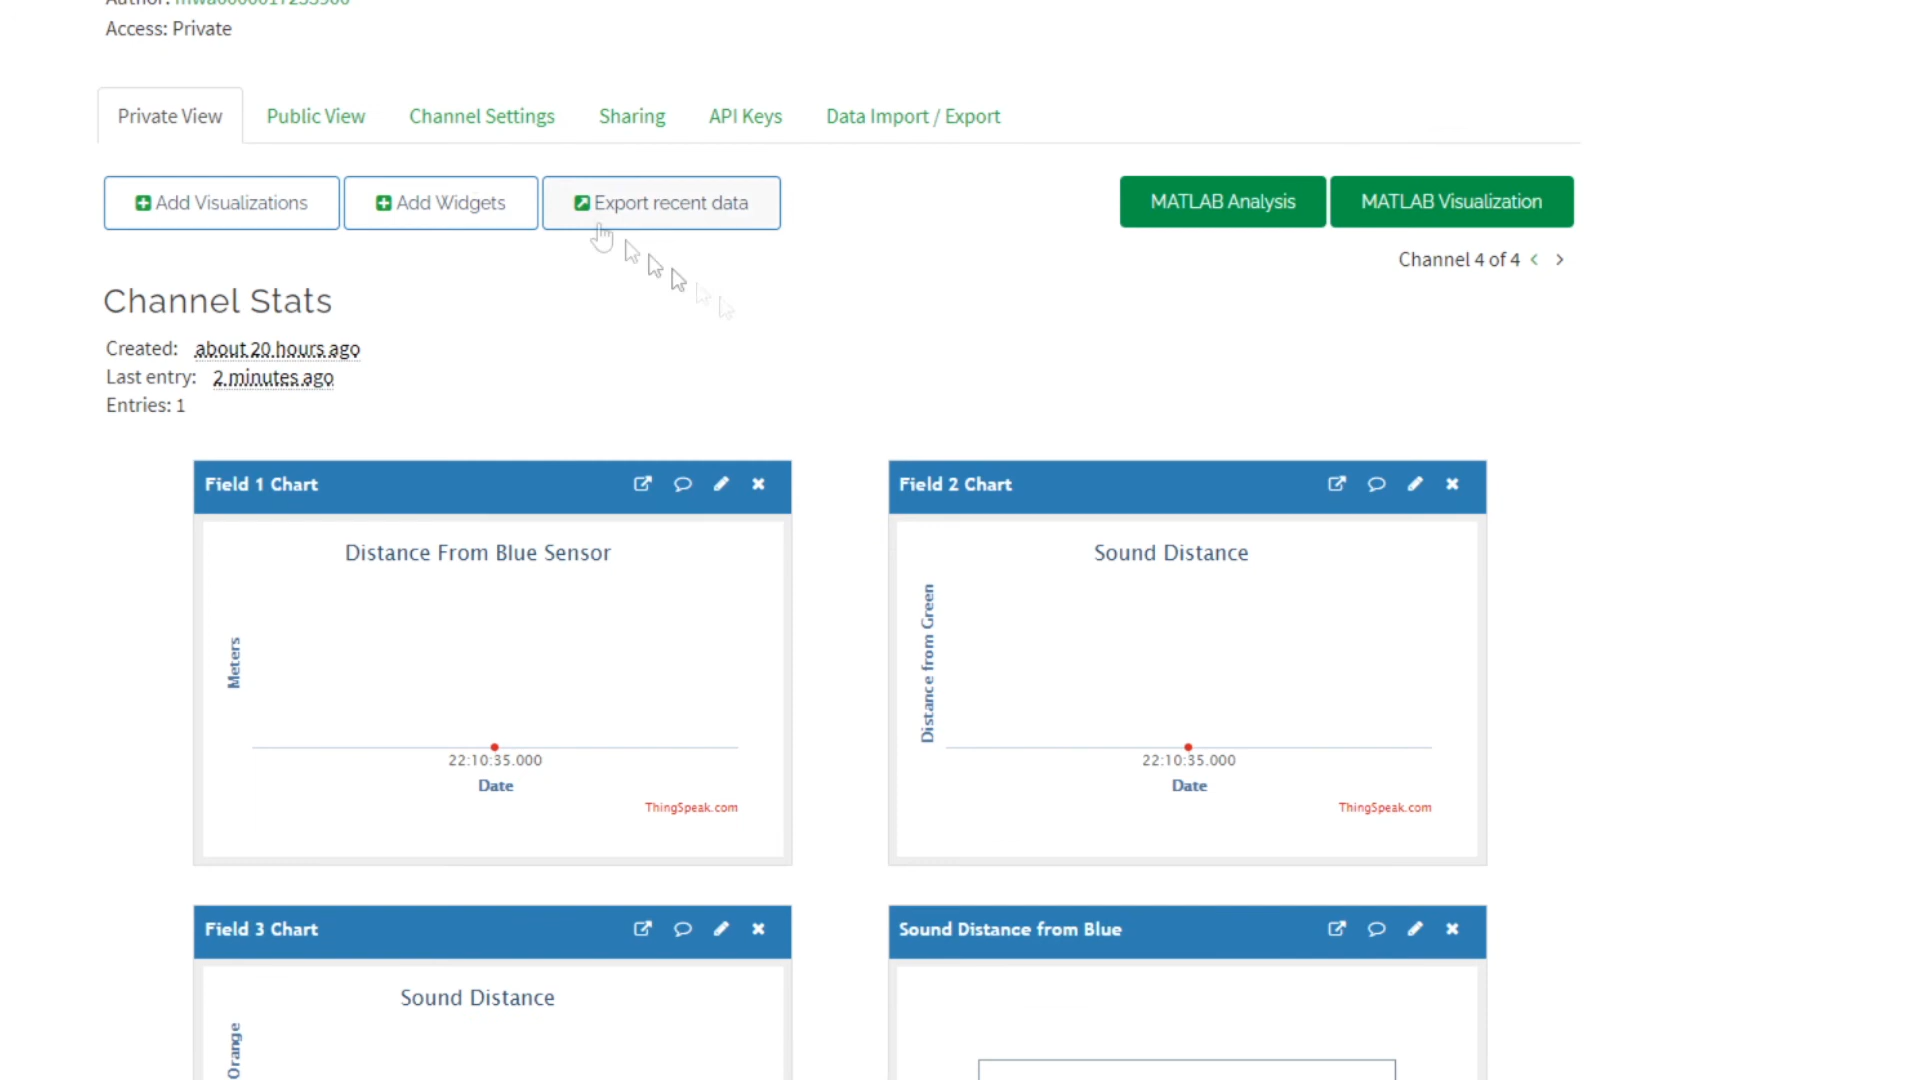 Access: Private
Private View Public View Channel Settings Sharing API Keys Data Import / Export
Add Visualizations Add Widgets Export recent data MATLAB Analysis MATLAB Visualization
Channel 4 of 4
Channel Stats
Created: about 20 hours ago
Last entry: 2 minutes ago
Entries: 1
Field 1 Chart
Distance From Blue Sensor
Meters
22:10:35.000
Date
ThingSpeak.com
Field 2 Chart
Sound Distance
Distance from Green
22:10:35.000
Date
ThingSpeak.com
Field 3 Chart
Sound Distance
Orange
Sound Distance from Blue